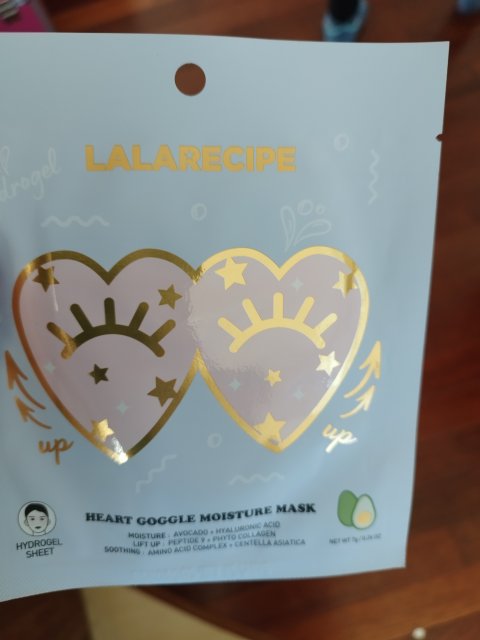 LALARECIPE
up
up
HEART GOGGLE MOISTURE MASK
MOISTURE : AVOCADO + HYALURONIC ACID
LIFT UP : PEPTIDE 9 + PHYTO COLLAGEN
SOOTHING : AMINO ACID COMPLEX + CENTELLA ASIATICA
HYDROGEL
SHEET